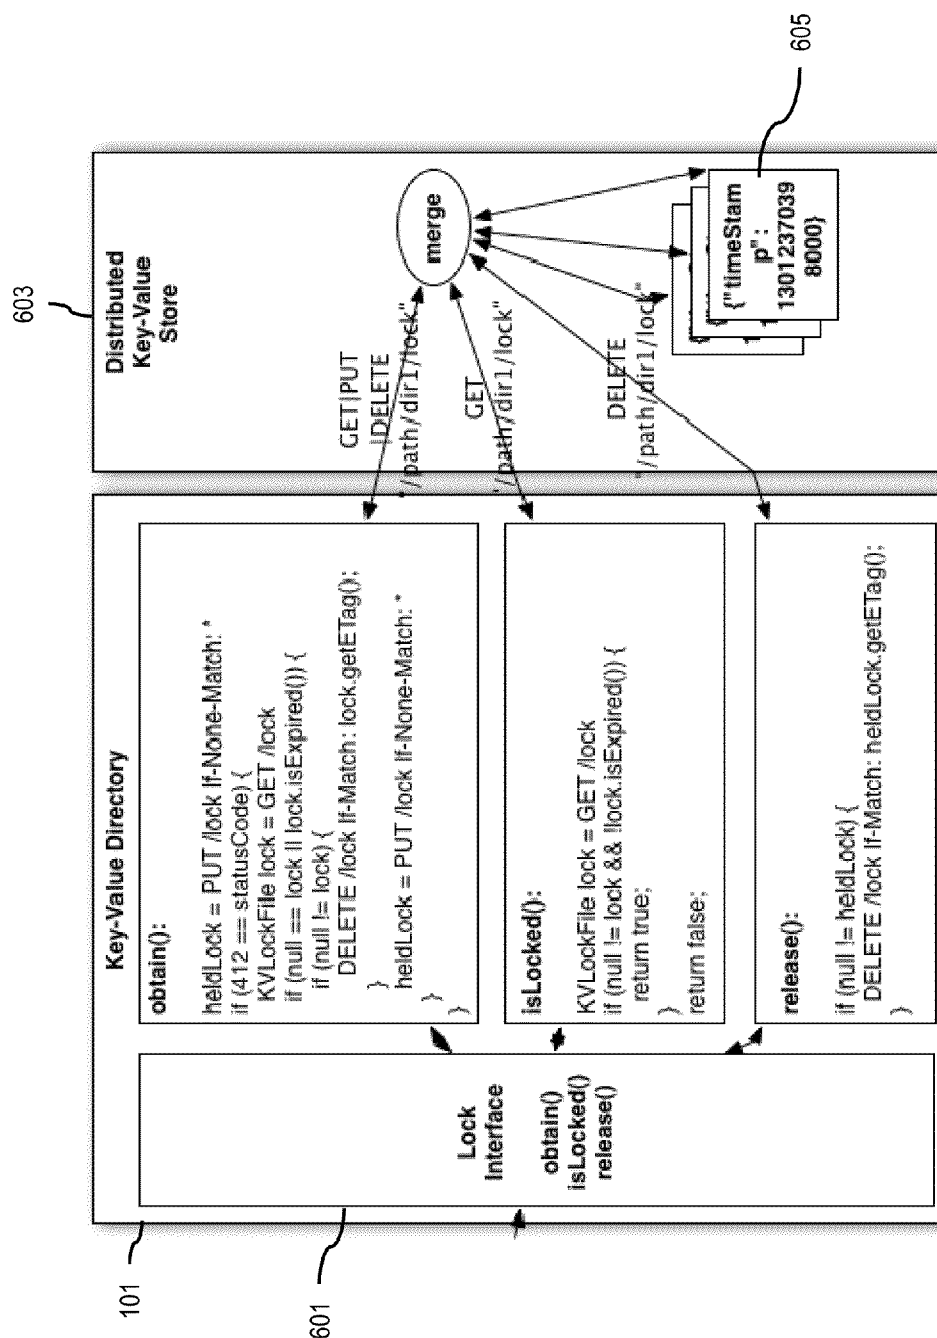 101
601
603
605
Key-Value Directory
Lock
Interface
obtain()
isLocked()
release()
obtain():
heldLock = PUT /lock If-None-Match: *
if (412 == statusCode) {
KVLockFile lock = GET /lock
if (null == lock || lock.isExpired()) {
if (null != lock) {
DELETE /lock If-Match: lock.getETag();
}
heldLock = PUT /lock If-None-Match: *
}
}
isLocked():
KVLockFile lock = GET /lock
if (null != lock && !lock.isExpired()) {
return true;
}
return false;
release():
if (null != heldLock) {
DELETE /lock If-Match: heldLock.getETag();
}
Distributed
Key-Value
Store
GET|PUT
|DELETE
"/path/dir1/lock"
GET
"/path/dir1/lock"
DELETE
"/path/dir1/lock"
merge
{"timeStam
p":
1301237039
8000}